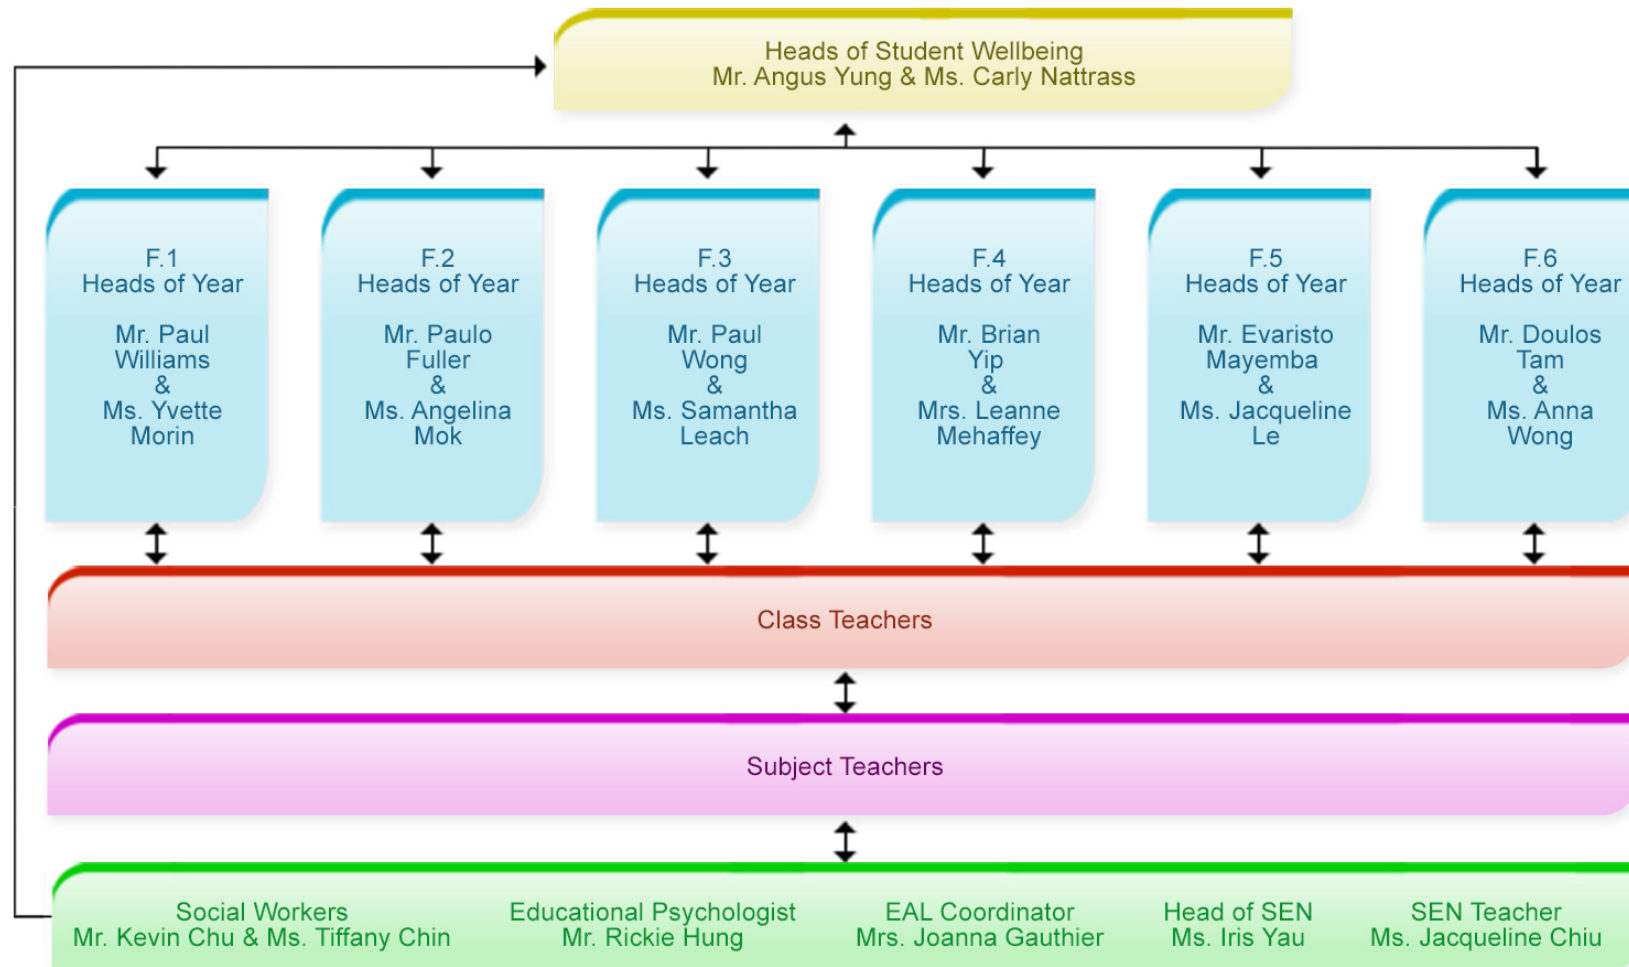 Heads of Student Wellbeing
Mr. Angus Yung & Ms. Carly Nattrass
F.1
Heads of Year
Mr. Paul
Williams
&
Ms. Yvette
Morin
F.2
Heads of Year
Mr. Paulo
Fuller
&
Ms. Angelina
Mok
F.3
Heads of Year
Mr. Paul
Wong
&
Ms. Samantha
Leach
F.4
Heads of Year
Mr. Brian
Yip
&
Mrs. Leanne
Mehaffey
F.5
Heads of Year
Mr. Evaristo
Mayemba
&
Ms. Jacqueline
Le
F.6
Heads of Year
Mr. Doulos
Tam
&
Ms. Anna
Wong
Class Teachers
Subject Teachers
Social Workers
Mr. Kevin Chu & Ms. Tiffany Chin
Educational Psychologist
Mr. Rickie Hung
EAL Coordinator
Mrs. Joanna Gauthier
Head of SEN
Ms. Iris Yau
SEN Teacher
Ms. Jacqueline Chiu